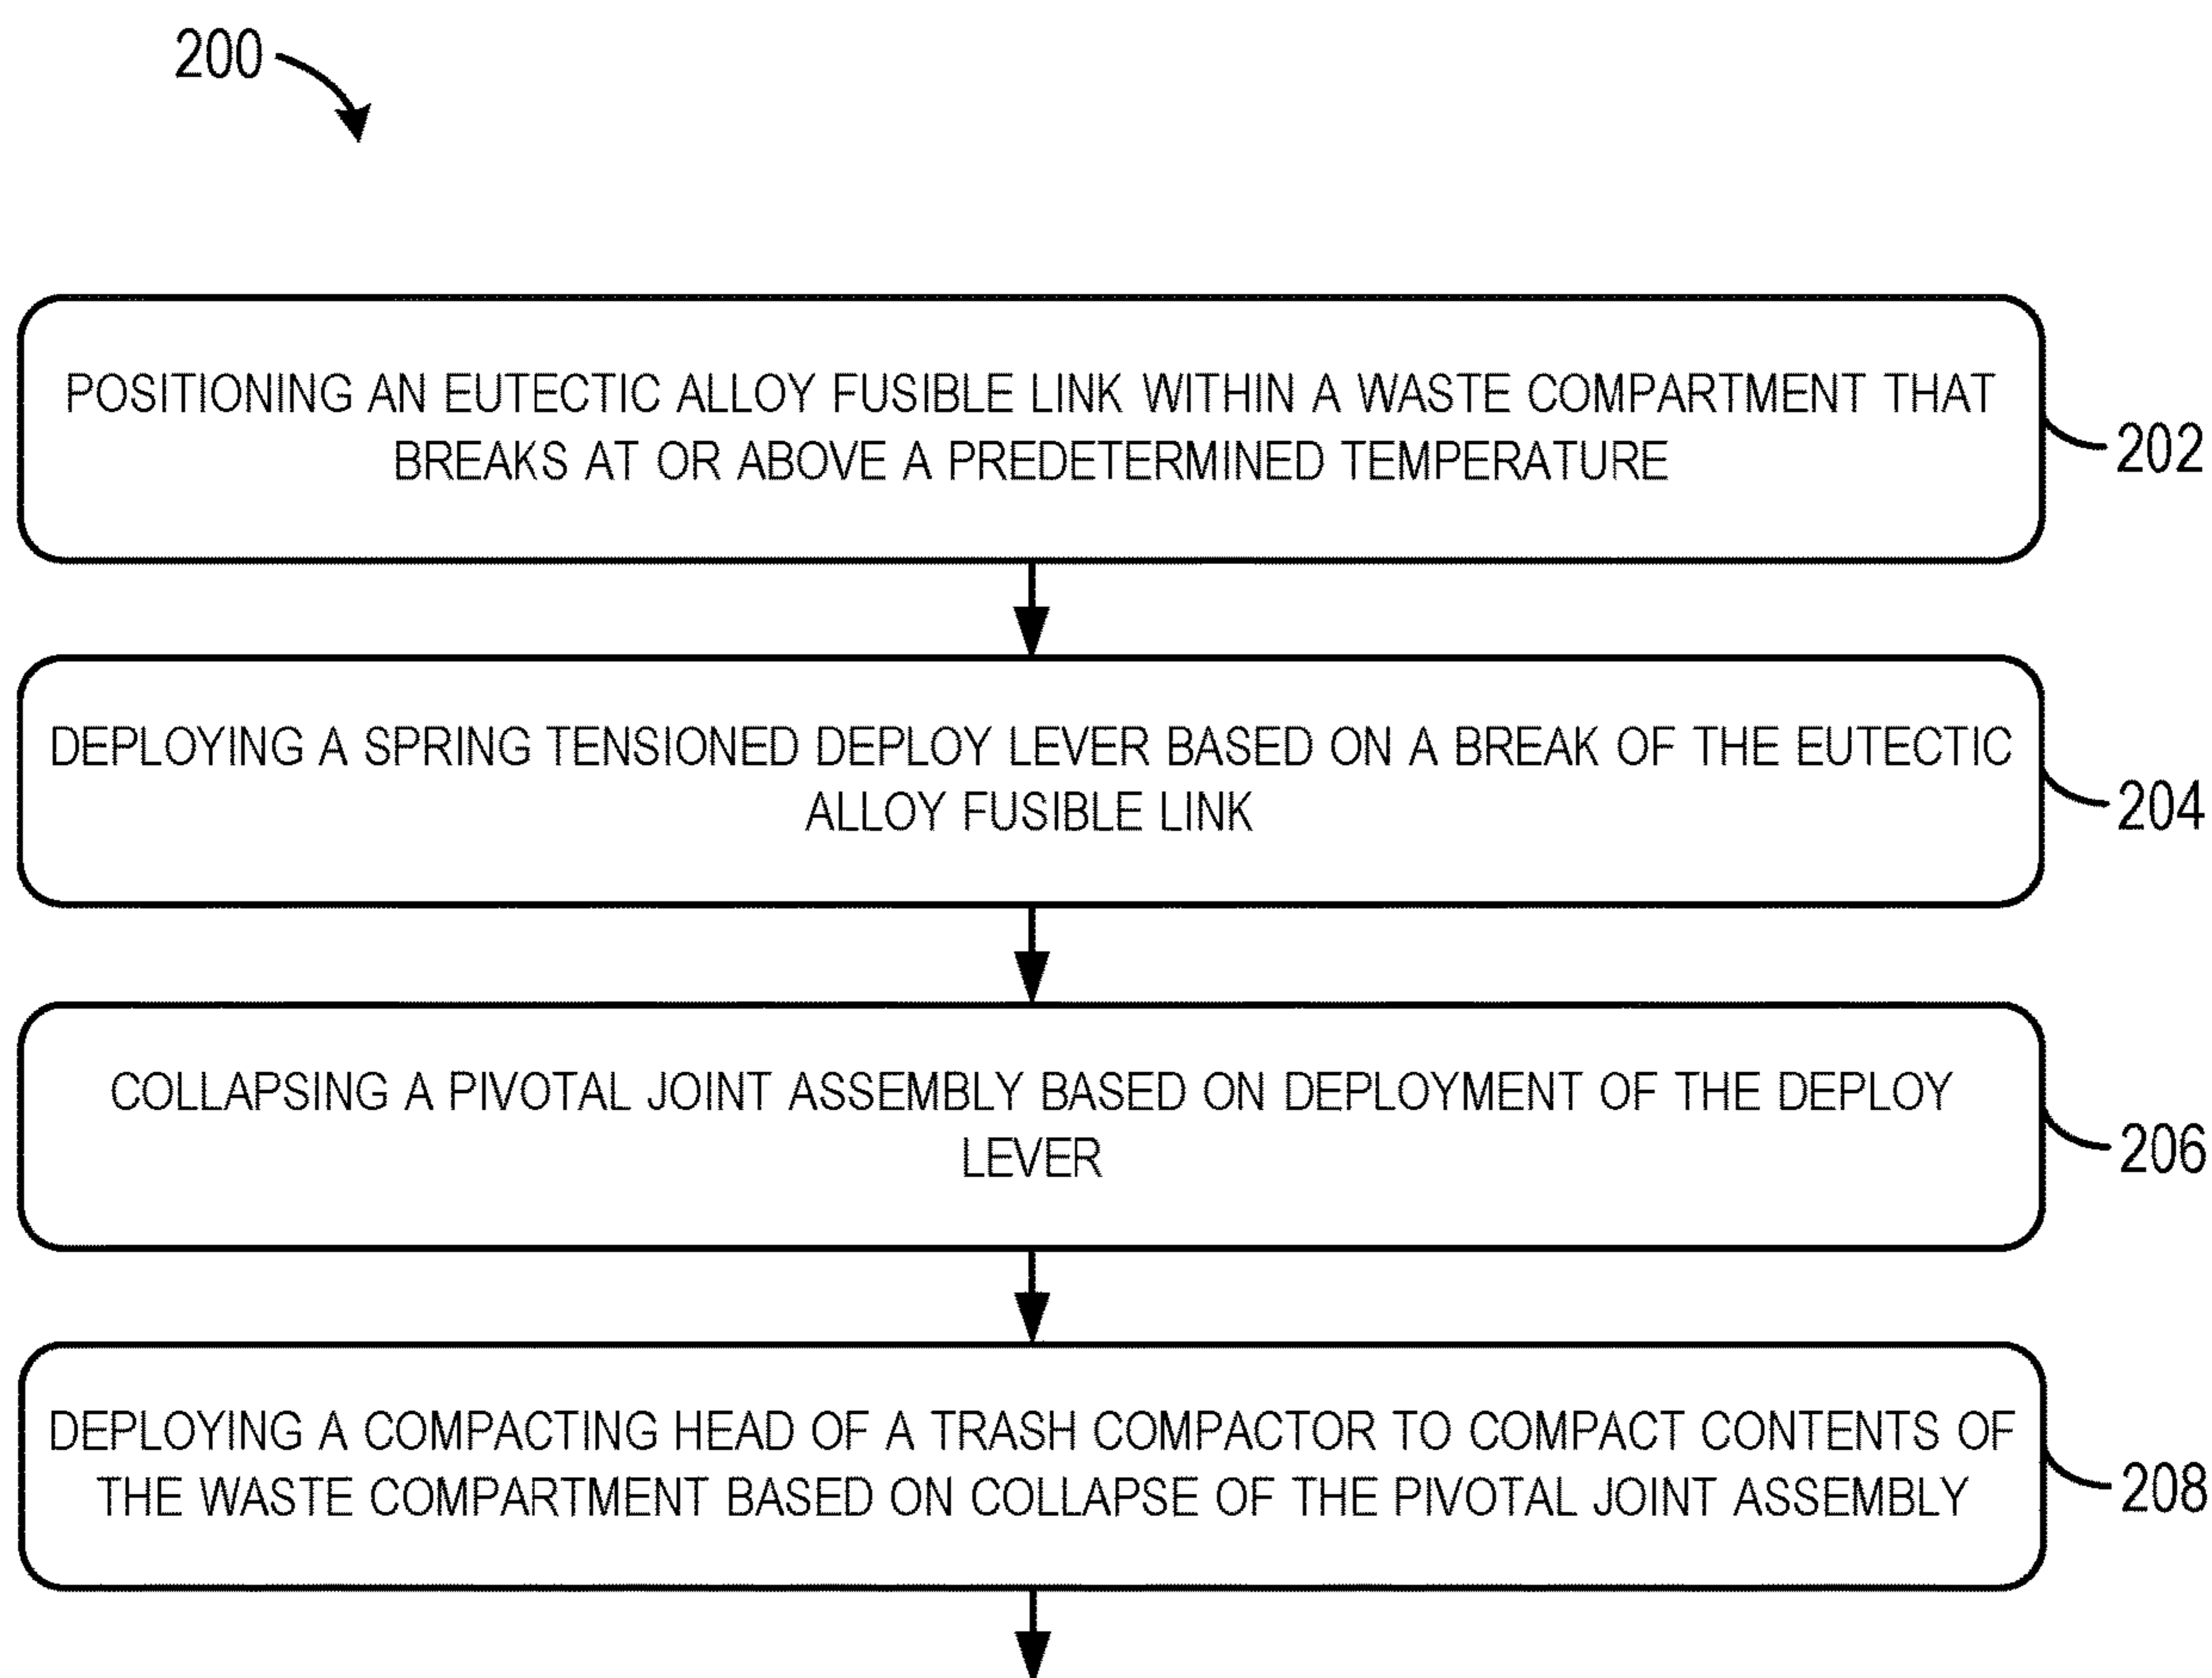 200
POSITIONING AN EUTECTIC ALLOY FUSIBLE LINK WITHIN A WASTE COMPARTMENT THAT
BREAKS AT OR ABOVE A PREDETERMINED TEMPERATURE
202
DEPLOYING A SPRING TENSIONED DEPLOY LEVER BASED ON A BREAK OF THE EUTECTIC
ALLOY FUSIBLE LINK
204
COLLAPSING A PIVOTAL JOINT ASSEMBLY BASED ON DEPLOYMENT OF THE DEPLOY
LEVER
206
DEPLOYING A COMPACTING HEAD OF A TRASH COMPACTOR TO COMPACT CONTENTS OF
THE WASTE COMPARTMENT BASED ON COLLAPSE OF THE PIVOTAL JOINT ASSEMBLY
208